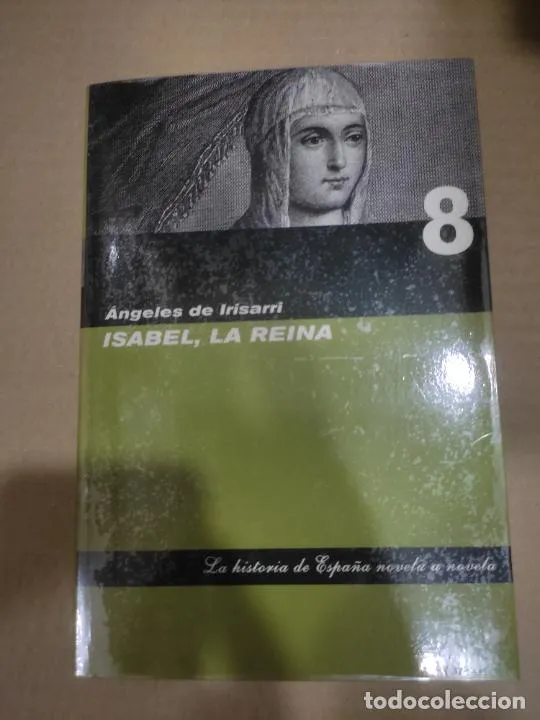 8
Ángeles de Irisarri
ISABEL, LA REINA
La historia de España novela a novela
todocoleccion